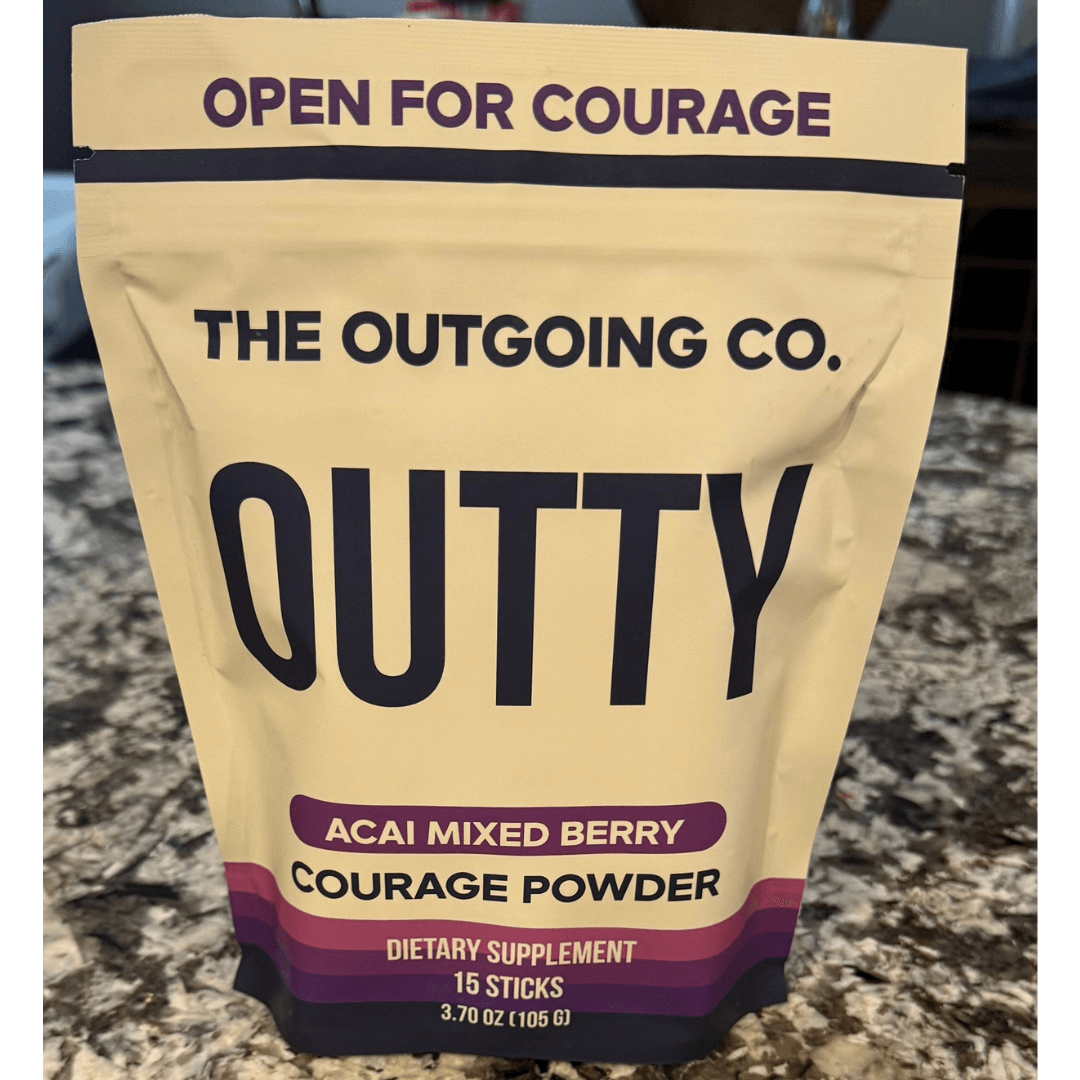 OPEN FOR COURAGE
THE OUTGOING CO.
OUTTY
ACAI MIXED BERRY
COURAGE POWDER
DIETARY SUPPLEMENT
15 STICKS
3.70 OZ (105 G)